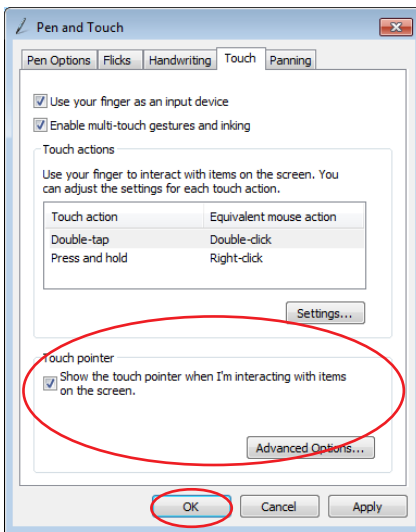 Pen and Touch
Pen Options Flicks Handwriting Touch Panning
Use your finger as an input device
Enable multi-touch gestures and inking
Touch actions
Use your finger to interact with items on the screen. You
can adjust the settings for each touch action.
Touch action Equivalent mouse action
Double-tap Double-click
Press and hold Right-click
Settings...
Touch pointer
Show the touch pointer when I'm interacting with items
on the screen.
Advanced Options...
OK Cancel Apply